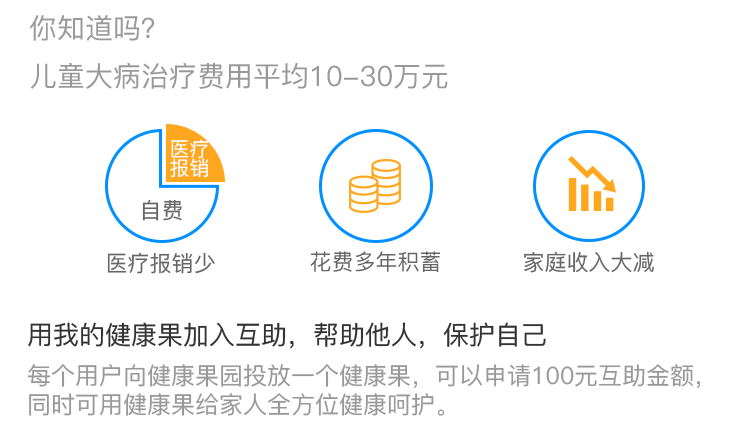 你知道吗？
儿童大病治疗费用平均10-30万元
医疗
报销
自费
医疗报销少
花费多年积蓄
家庭收入大减
用我的健康果加入互助，帮助他人，保护自己
每个用户向健康果园投放一个健康果，可以申请100元互助金额，
同时可用健康果给家人全方位健康呵护。